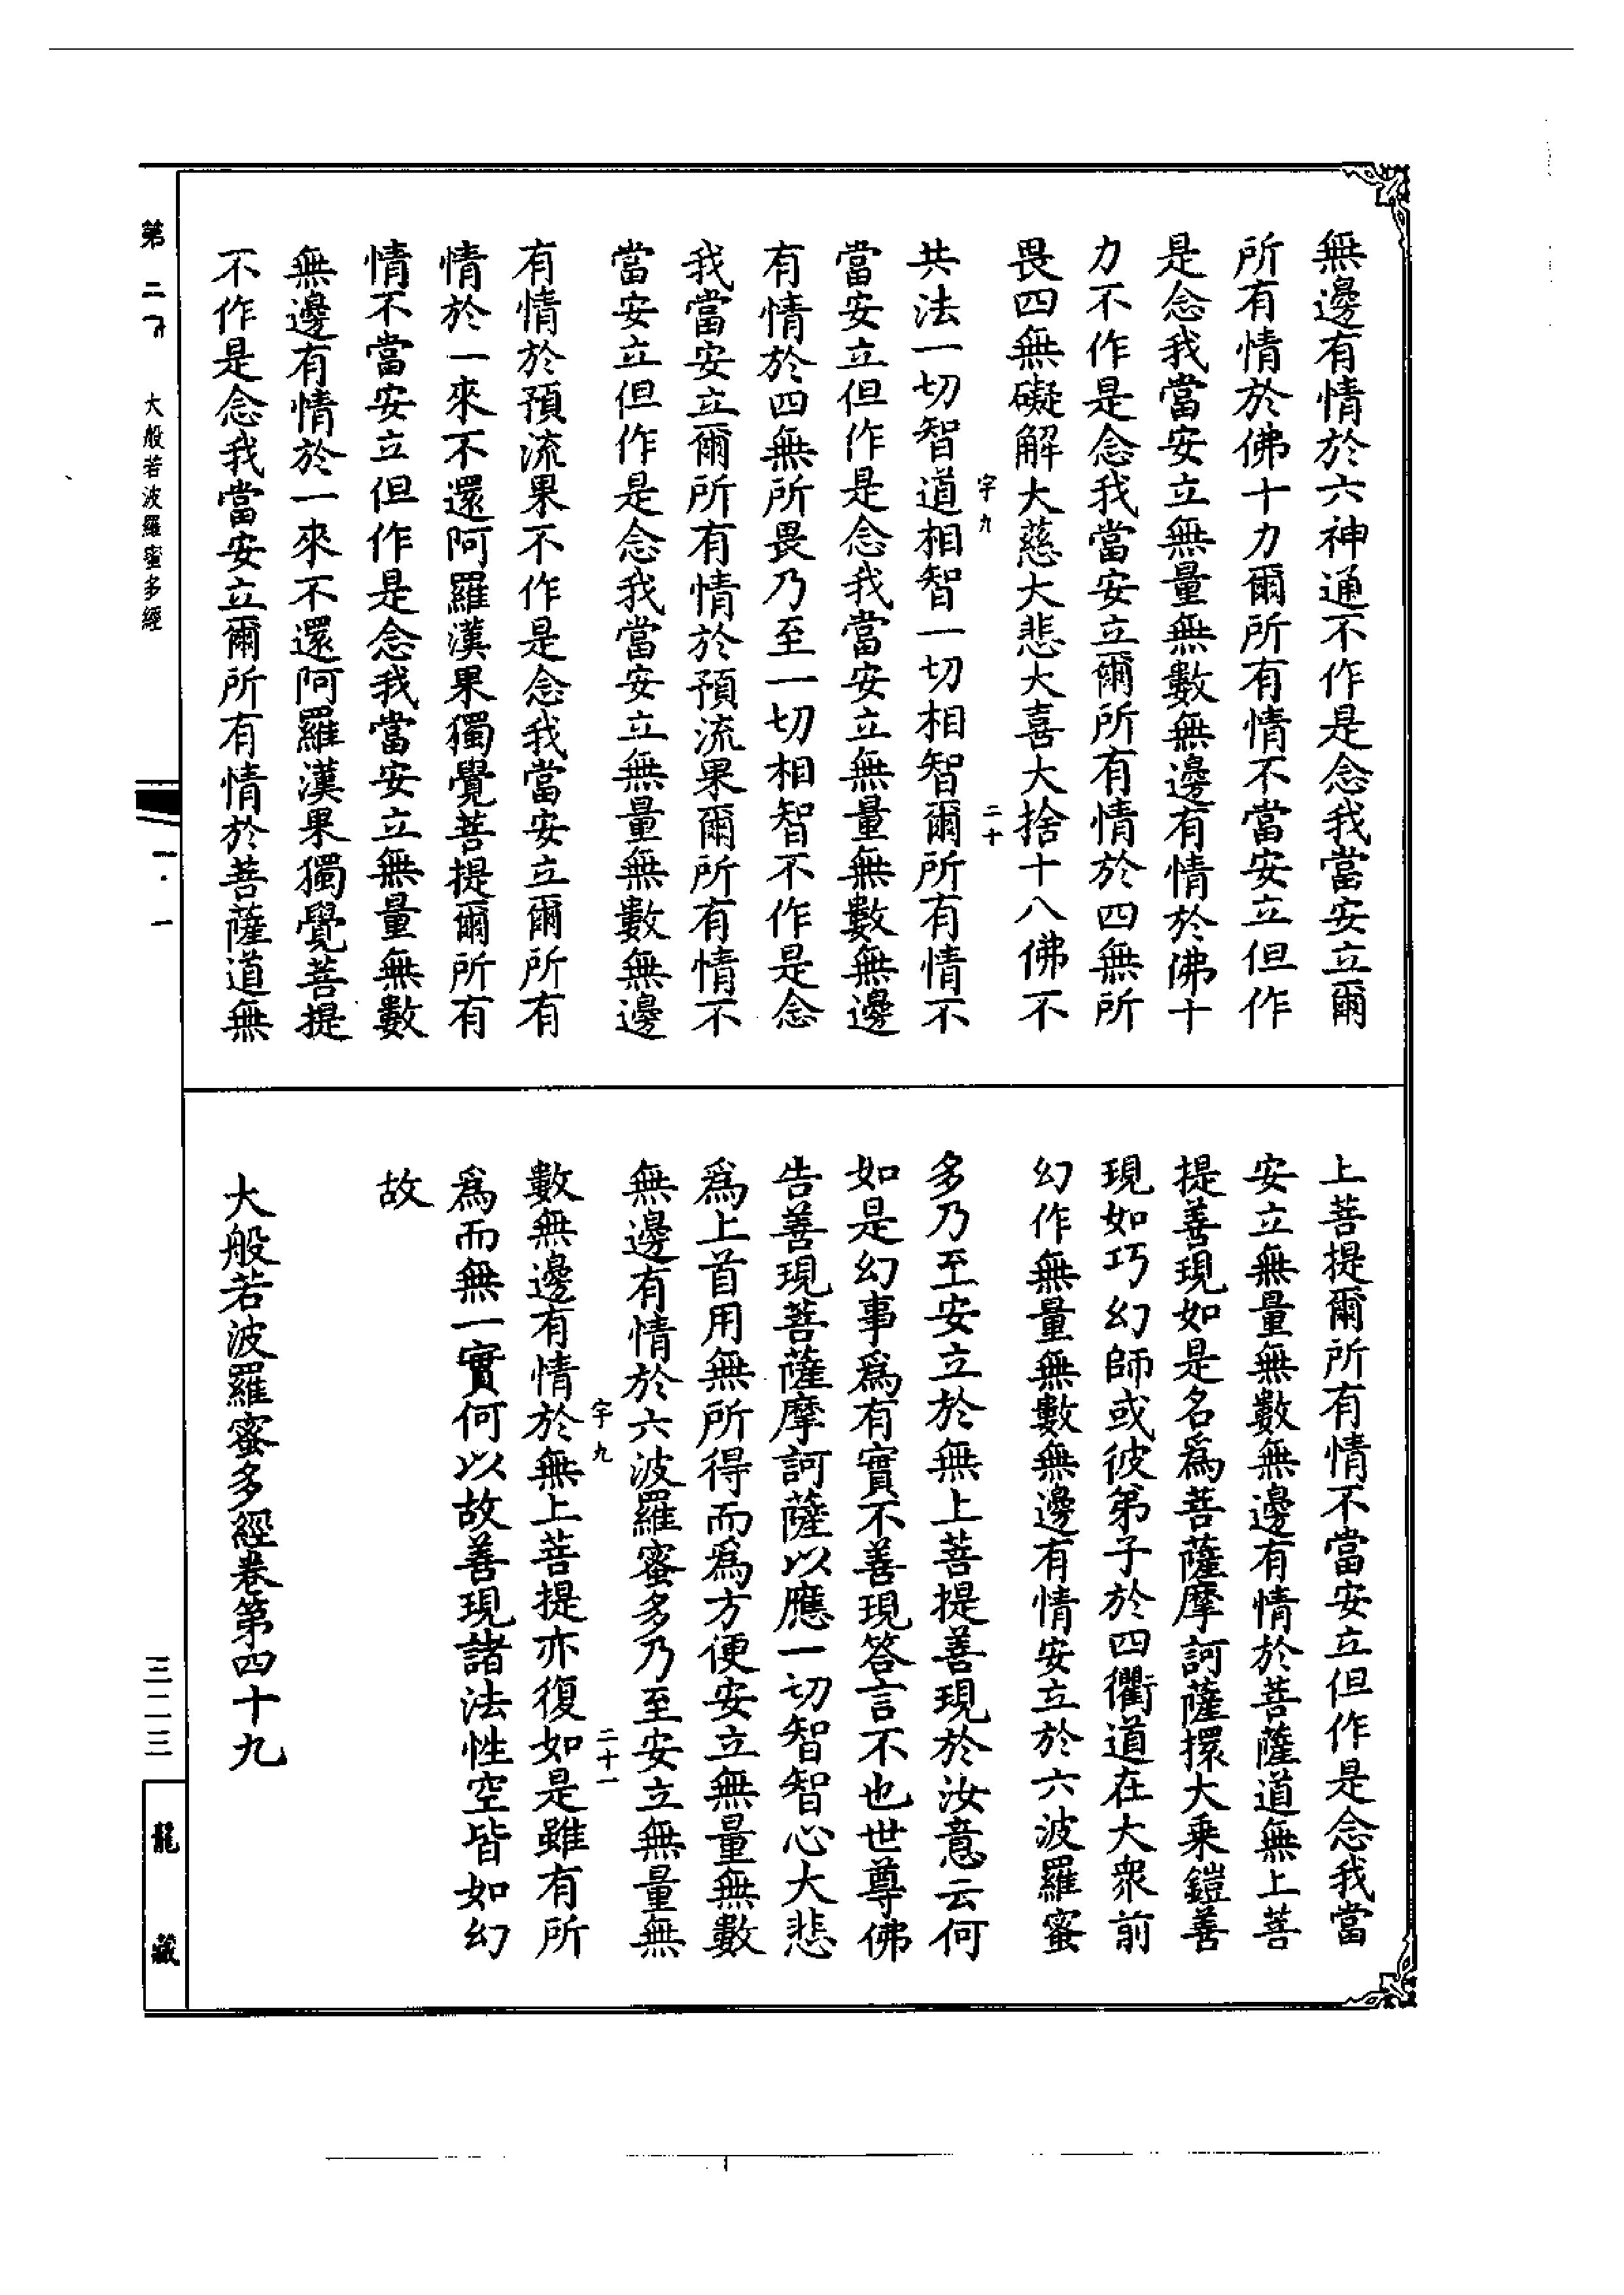 無邊有情於六神通不作是念我當安立爾
所有情於佛十力爾所有情不當安立但作
是念我當安立無量無數無邊有情於佛十
力不作是念我當安立爾所有情於四無所
畏四無礙解大慈大悲大喜大捨十八佛不
字九
二十
共法一切智道相智一切相智爾所有情不
當安立但作是念我當安立無量無數無邊
有情於四無所畏乃至一切相智不作是念
我當安立爾所有情於預流果爾所有情不
當安立但作是念我當安立無量無數無邊
有情於預流果不作是念我當安立爾所有
情於一來不還阿羅漢果獨覺菩提爾所有
情不當安立但作是念我當安立無量無數
無邊有情於一來不還阿羅漢果獨覺菩提
不作是念我當安立爾所有情於菩薩道無
上菩提爾所有情不當安立但作是念我當
安立無量無數無邊有情於菩薩道無上菩
提善現如是名爲菩薩摩訶薩擐大乘鎧善
現如巧幻師或彼弟子於四衢道在大衆前
幻作無量無數無邊有情安立於六波羅蜜
多乃至安立於無上菩提善現於汝意云何
如是幻事爲有實不善現答言不也世尊佛
告善現菩薩摩訶薩以應一切智智心大悲
爲上首用無所得而爲方便安立無量無數
無邊有情於六波羅蜜多乃至安立無量無
字九
二十一
數無邊有情於無上菩提亦復如是雖有所
爲而無一實何以故善現諸法性空皆如幻
故
大般若波羅蜜多經卷第四十九
第二
大般若波羅蜜多經
三二三
龍藏